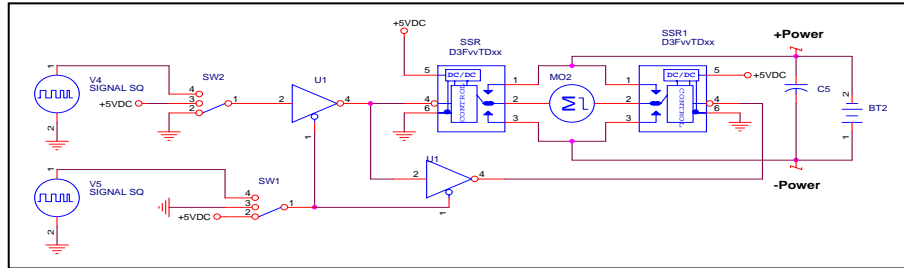 +5VDC
SSR
D3FvvTDxx
SSR1
D3FvvTDxx
+Power
1
V4
SIGNAL SQ
2
+5VDC
SW2
4
3
2
1
U1
2
4
1
5
DC/DC
CONTROL
4
6
1
2
3
MO2
M
1
2
3
DC/DC
CONTROL
5
4
6
+5VDC
C5
2
BT2
1
1
V5
SIGNAL SQ
2
SW1
4
3
2
1
+5VDC
U1
2
4
1
-Power